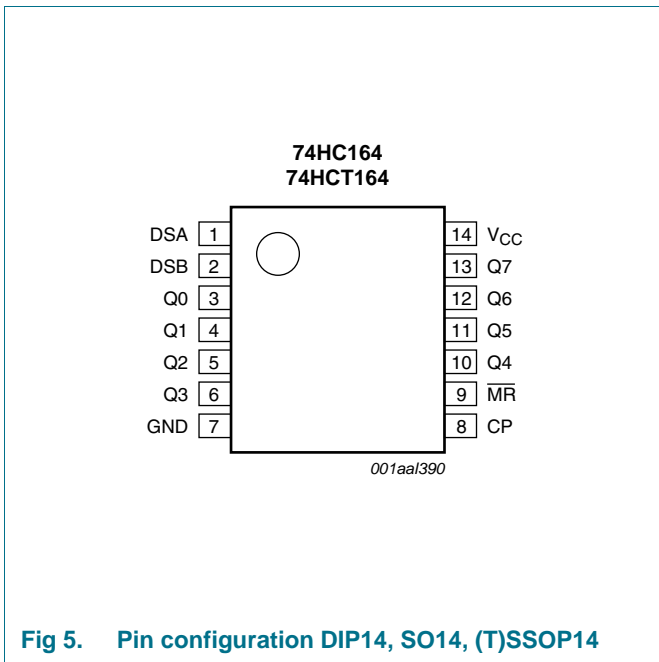 74HC164
74HCT164
DSA 1
DSB 2
Q0 3
Q1 4
Q2 5
Q3 6
GND 7
14 VCC
13 Q7
12 Q6
11 Q5
10 Q4
9 M̅R̅
8 CP
001aal390
Fig 5. Pin configuration DIP14, SO14, (T)SSOP14